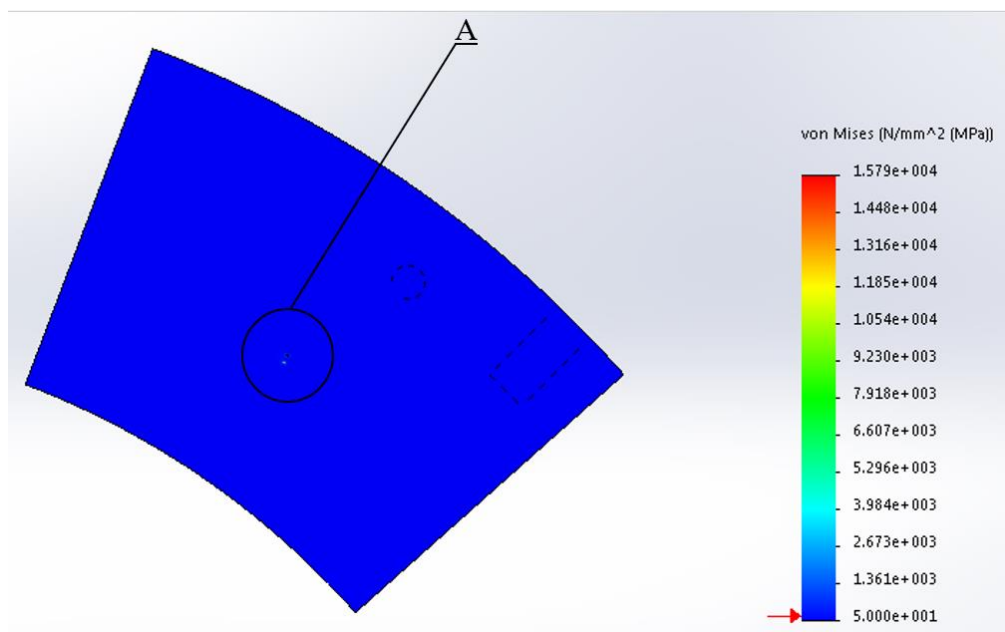 A
von Mises (N/mm^2 (MPa))
1.579e+004
1.448e+004
1.316e+004
1.185e+004
1.054e+004
9.230e+003
7.918e+003
6.607e+003
5.296e+003
3.984e+003
2.673e+003
1.361e+003
5.000e+001